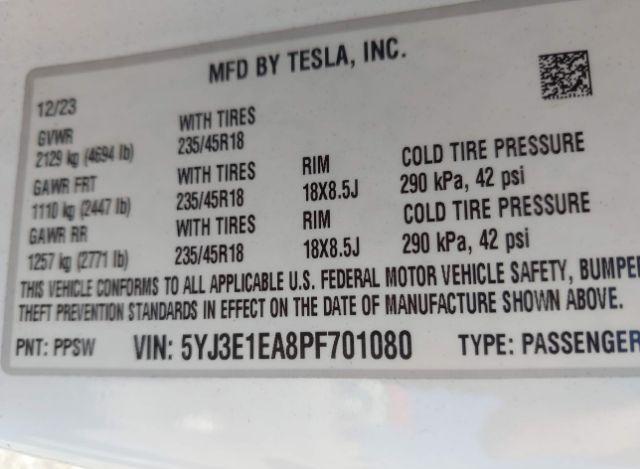 MFD BY TESLA, INC.
12/23
GVWR
2129 kg (4694 lb)
WITH TIRES
235/45R18
GAWR FRT
1110 kg (2447 lb)
WITH TIRES
235/45R18
RIM
18X8.5J
COLD TIRE PRESSURE
290 kPa, 42 psi
GAWR RR
1257 kg (2771 lb)
WITH TIRES
235/45R18
RIM
18X8.5J
COLD TIRE PRESSURE
290 kPa, 42 psi
THIS VEHICLE CONFORMS TO ALL APPLICABLE U.S. FEDERAL MOTOR VEHICLE SAFETY, BUMPE
THEFT PREVENTION STANDARDS IN EFFECT ON THE DATE OF MANUFACTURE SHOWN ABOVE.
PNT: PPSW VIN: 5YJ3E1EA8PF701080 TYPE: PASSENGER